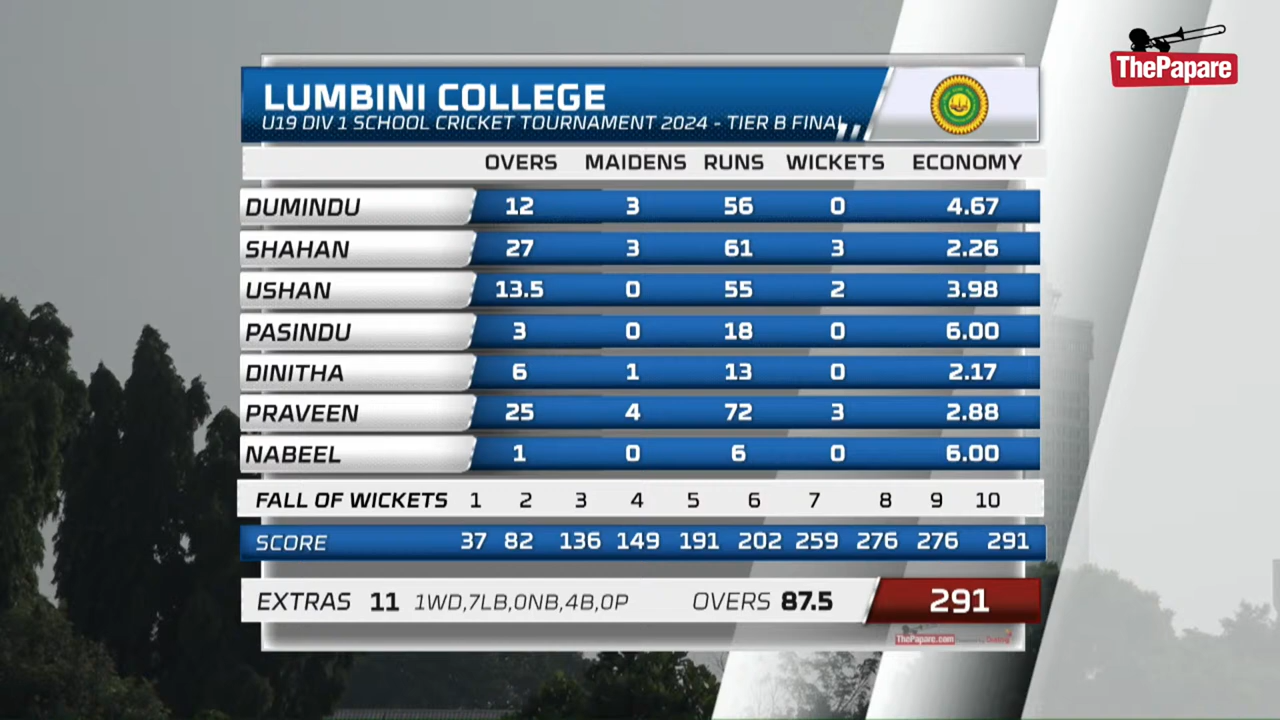 ThePapare
LUMBINI COLLEGE
U19 DIV 1 SCHOOL CRICKET TOURNAMENT 2024 - TIER B FINAL
OVERS MAIDENS RUNS WICKETS ECONOMY
DUMINDU 12 3 56 0 4.67
SHAHAN 27 3 61 3 2.26
USHAN 13.5 0 55 2 3.98
PASINDU 3 0 18 0 6.00
DINITHA 6 1 13 0 2.17
PRAVEEN 25 4 72 3 2.88
NABEEL 1 0 6 0 6.00
FALL OF WICKETS 1 2 3 4 5 6 7 8 9 10
SCORE 37 82 136 149 191 202 259 276 276 291
EXTRAS 11 1WD,7LB,0NB,4B,0P OVERS 87.5 291
ThePapare.com